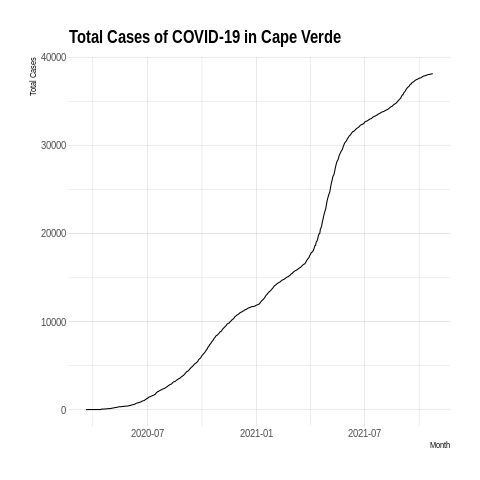 Total Cases of COVID-19 in Cape Verde
Total Cases
40000
30000
20000
10000
0
2020-07
2021-01
2021-07
Month